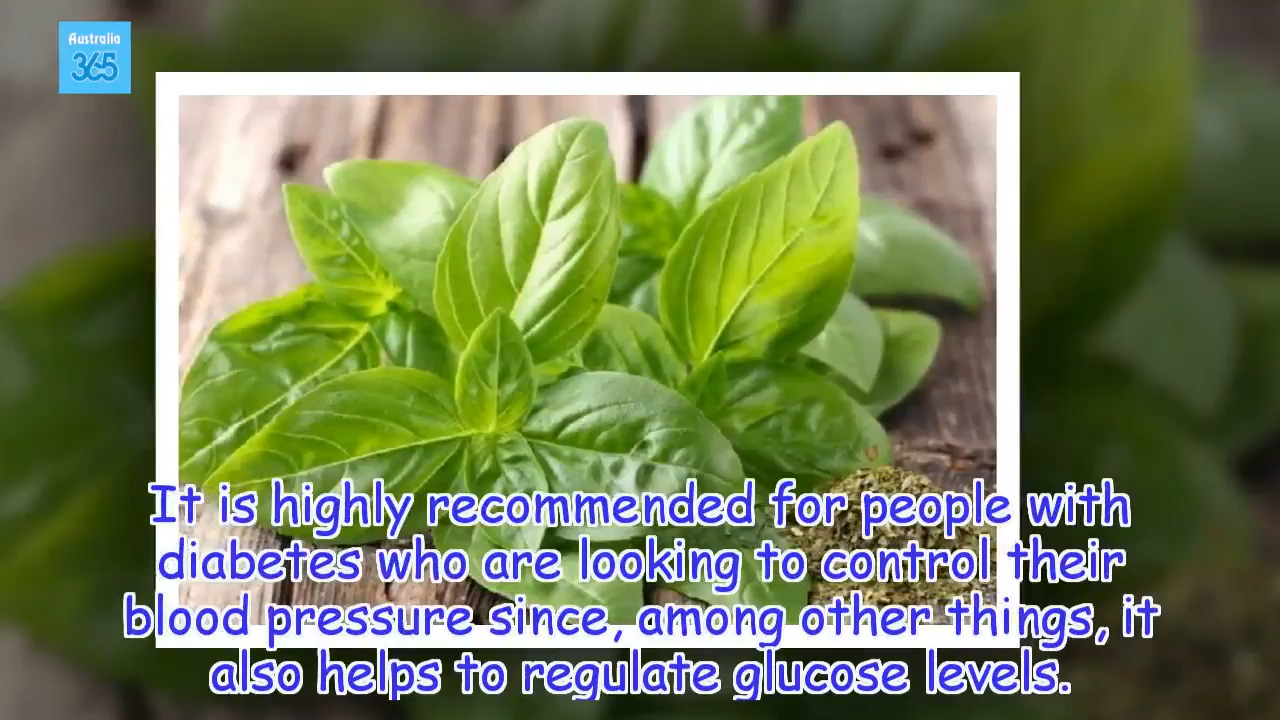 Australia
365
It is highly recommended for people with
diabetes who are looking to control their
blood pressure since, among other things, it
also helps to regulate glucose levels.